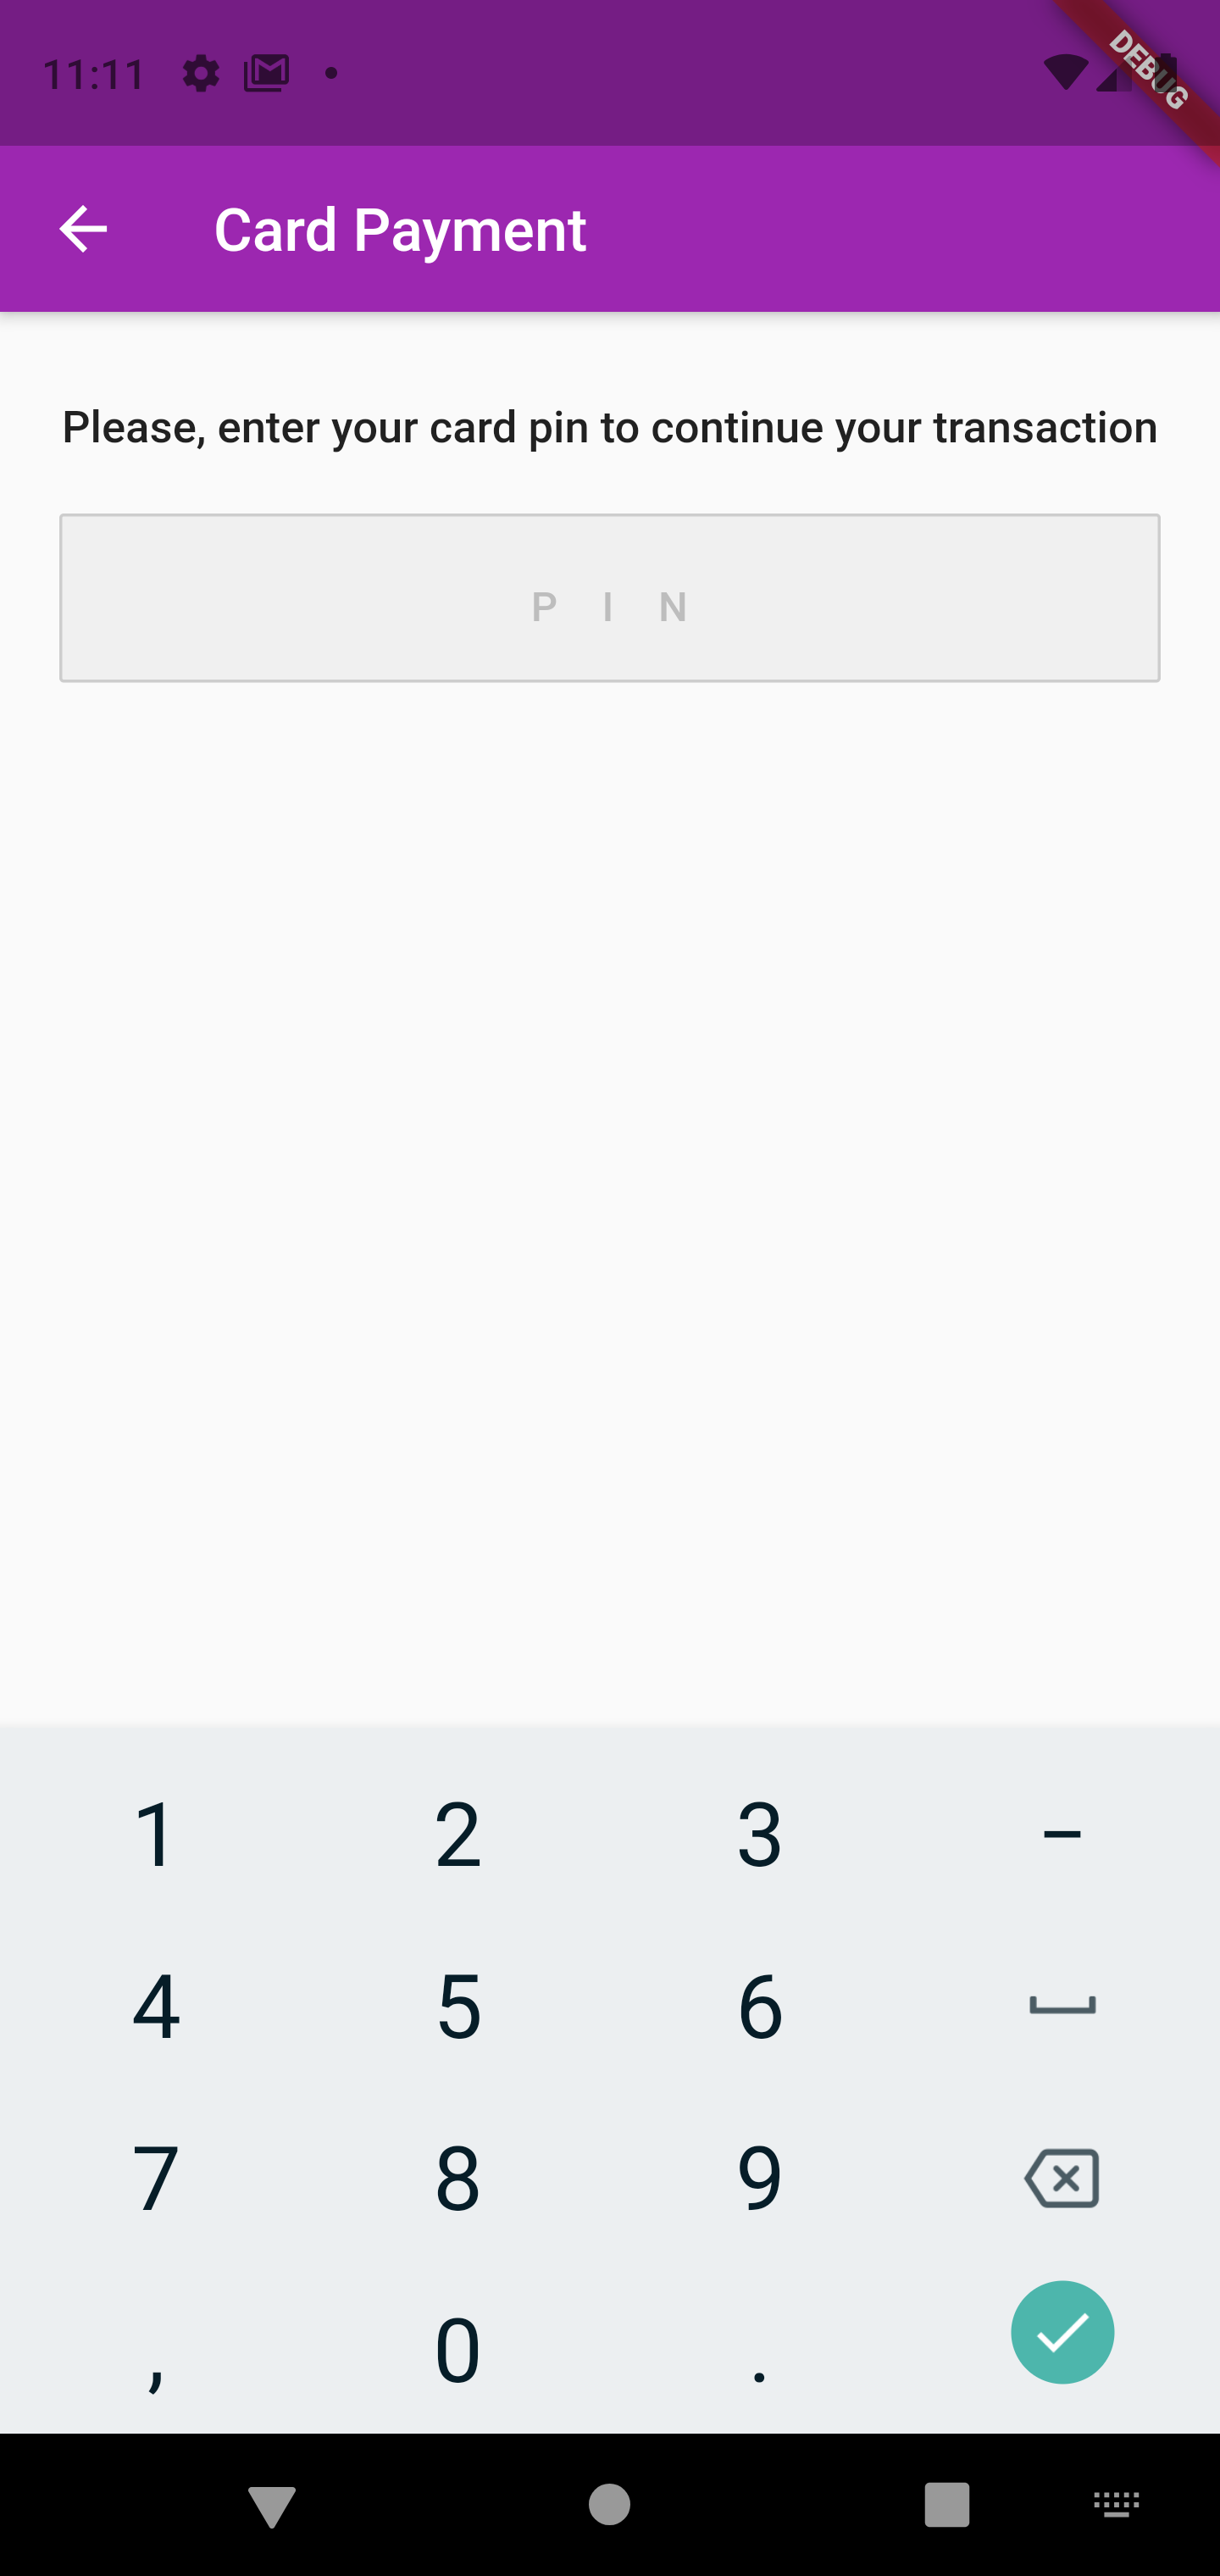 11:11
DEBUG
Card Payment
Please, enter your card pin to continue your transaction
P I N
1 2 3 –
4 5 6
7 8 9
, 0 .